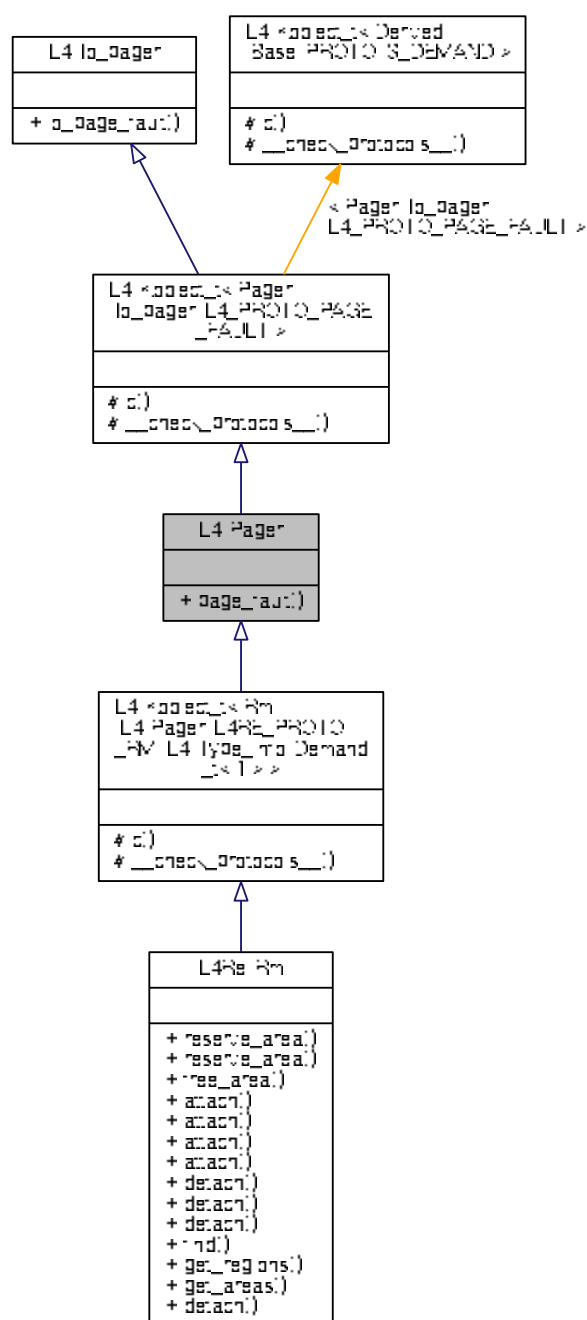 L4 Io_pager
+ io_page_fault()
L4 Kobject_t< Derived
Base PROTO S_DEMAND >
# c()
# __check_protocols__()
< Pager Io_pager
L4_PROTO_PAGE_FAULT >
L4 Kobject_t< Pager
Io_pager L4_PROTO_PAGE
_FAULT >
# c()
# __check_protocols__()
L4 Pager
+ page_fault()
L4 Kobject_t< Rm
L4 Pager L4RE_PROTO
_RM L4 Type_info Demand
_t< 1 > >
# c()
# __check_protocols__()
L4Re Rm
+ reserve_area()
+ reserve_area()
+ free_area()
+ attach()
+ attach()
+ attach()
+ attach()
+ detach()
+ detach()
+ detach()
+ find()
+ get_regions()
+ get_areas()
+ detach()